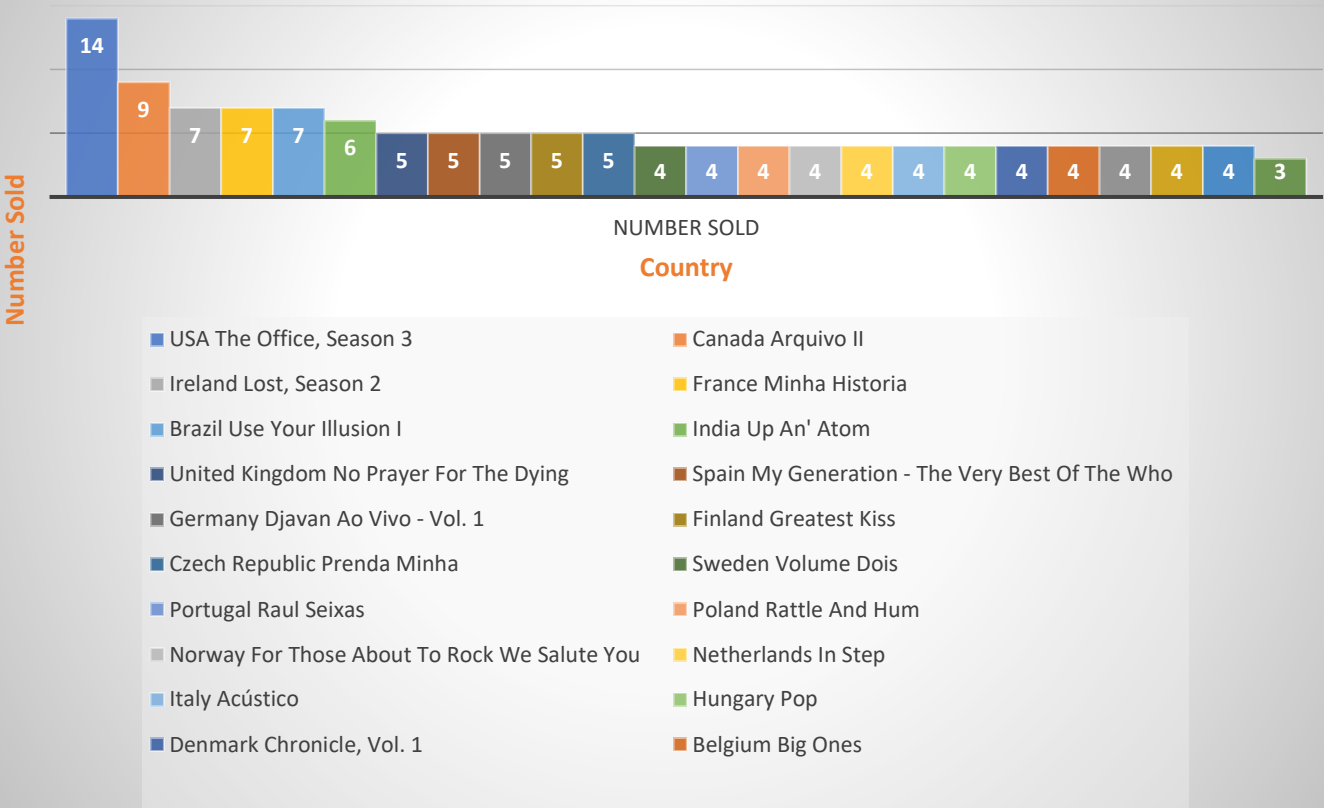 14
9
7
7
7
6
5
5
5
5
5
4
4
4
4
4
4
4
4
4
4
4
4
3
Number Sold
NUMBER SOLD
Country
USA The Office, Season 3
Canada Arquivo II
Ireland Lost, Season 2
France Minha Historia
Brazil Use Your Illusion I
India Up An' Atom
United Kingdom No Prayer For The Dying
Spain My Generation - The Very Best Of The Who
Germany Djavan Ao Vivo - Vol. 1
Finland Greatest Kiss
Czech Republic Prenda Minha
Sweden Volume Dois
Portugal Raul Seixas
Poland Rattle And Hum
Norway For Those About To Rock We Salute You
Netherlands In Step
Italy Acústico
Hungary Pop
Denmark Chronicle, Vol. 1
Belgium Big Ones